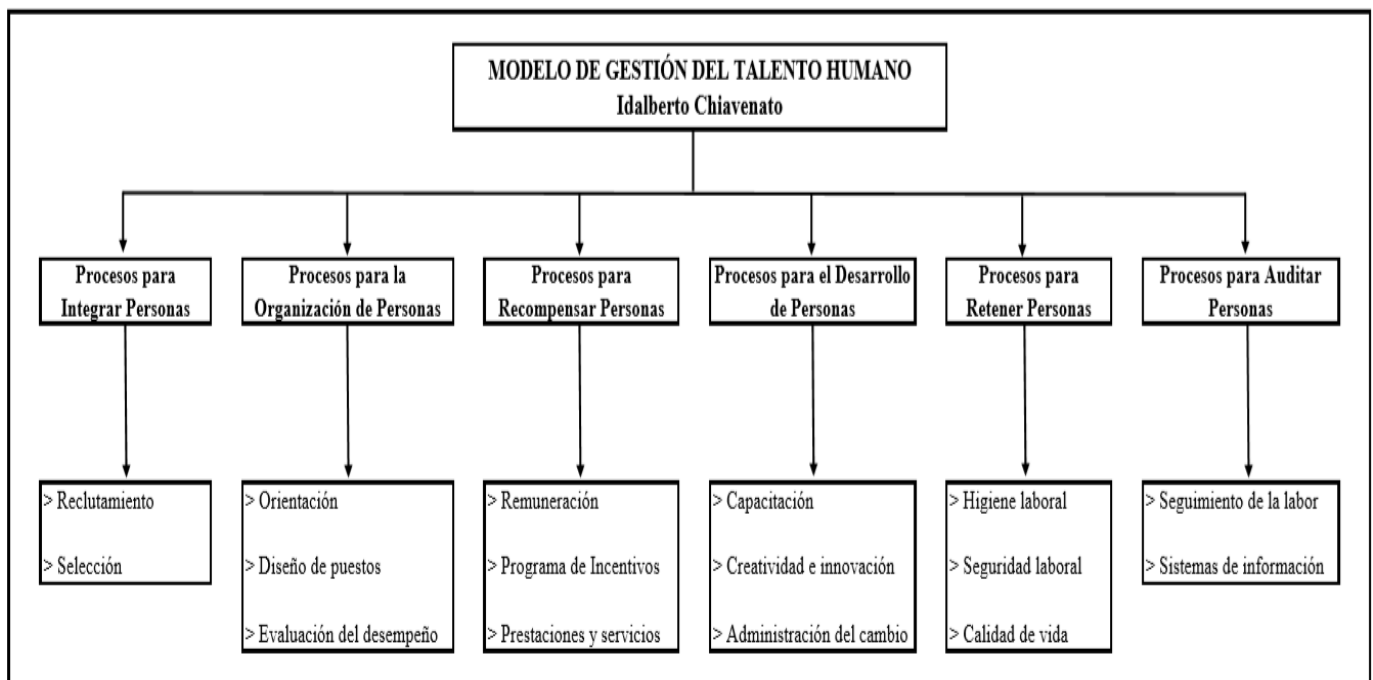 MODELO DE GESTIÓN DEL TALENTO HUMANO
Idalberto Chiavenato
Procesos para
Integrar Personas
Procesos para la
Organización de Personas
Procesos para
Recompensar Personas
Procesos para el Desarrollo
de Personas
Procesos para
Retener Personas
Procesos para Auditar
Personas
> Reclutamiento
> Selección
> Orientación
> Diseño de puestos
> Evaluación del desempeño
> Remuneración
> Programa de Incentivos
> Prestaciones y servicios
> Capacitación
> Creatividad e innovación
> Administración del cambio
> Higiene laboral
> Seguridad laboral
> Calidad de vida
> Seguimiento de la labor
> Sistemas de información